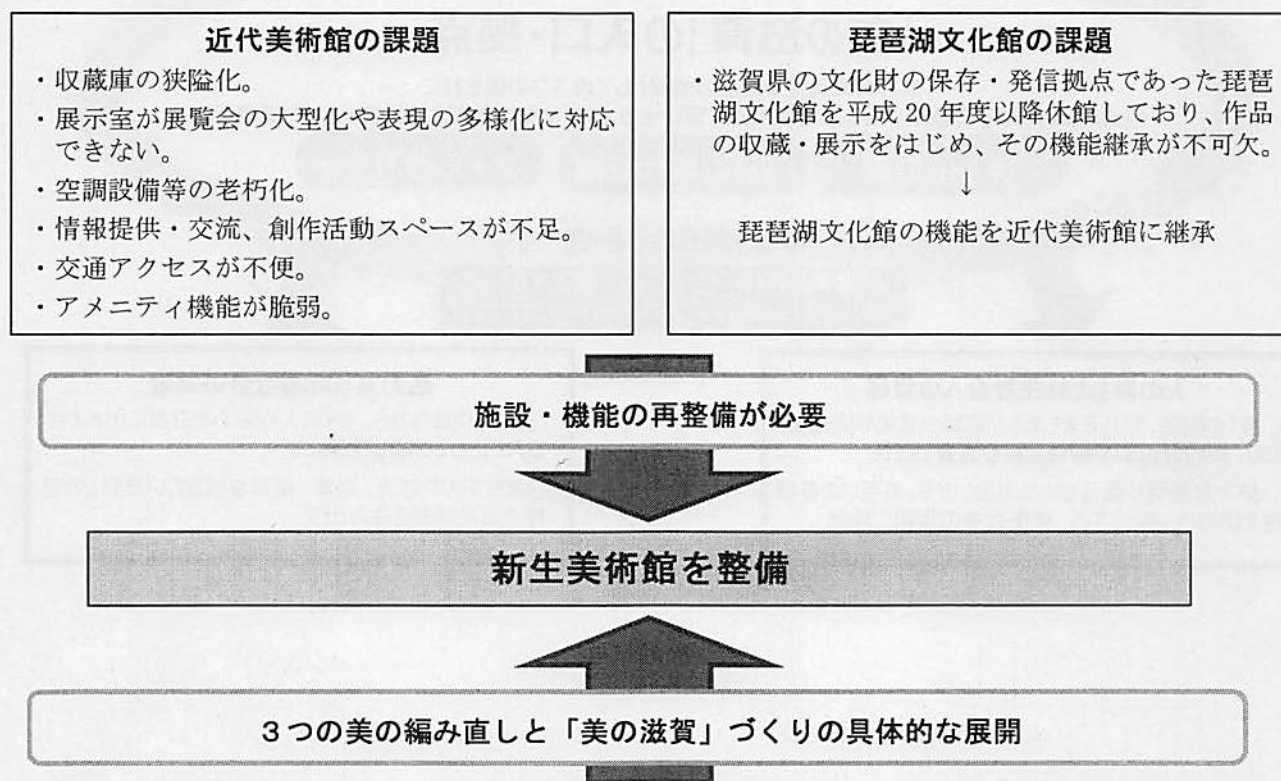 近代美術館の課題
・収蔵庫の狭隘化。
・展示室が展覧会の大型化や表現の多様化に対応
できない。
・空調設備等の老朽化。
・情報提供・交流、創作活動スペースが不足。
・交通アクセスが不便。
・アメニティ機能が脆弱。
琵琶湖文化館の課題
・滋賀県の文化財の保存・発信拠点であった琵琶
湖文化館を平成 20 年度以降休館しており、作品
の収蔵・展示をはじめ、その機能継承が不可欠。
↓
琵琶湖文化館の機能を近代美術館に継承
施設・機能の再整備が必要
新生美術館を整備
3つの美の編み直しと「美の滋賀」づくりの具体的な展開